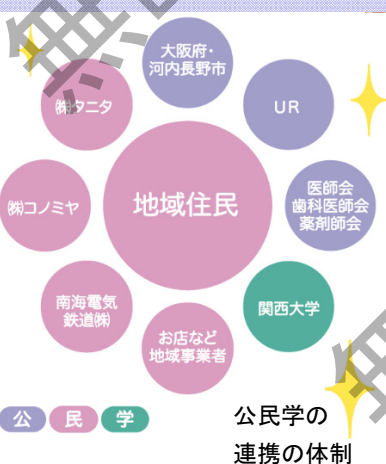 大阪府・
河内長野市
㈱タニタ
UR
地域住民
医師会
歯科医師会
薬剤師会
㈱コノミヤ
南海電気
鉄道㈱
関西大学
お店など
地域事業者
公 民 学
公民学の
連携の体制
無
無